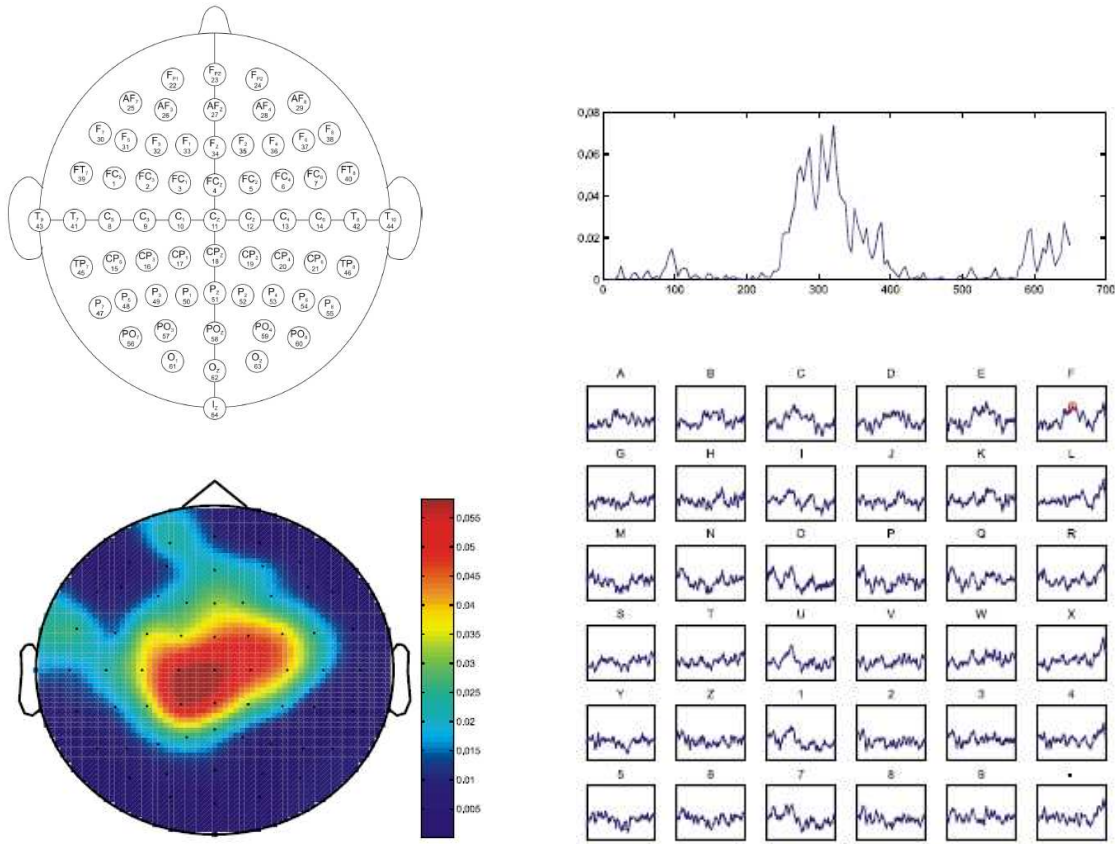 FP1 FPZ FP2
22 23 24
AF7 AF3 AFZ AF4 AF8
25 26 27 28 29
F7 F5 F3 F1 FZ F2 F4 F6 F8
30 31 32 33 34 35 36 37 38
FT7 FC5 FC3 FC1 FCZ FC2 FC4 FC6 FT8
39 1 2 3 4 5 6 7 40
T9 T7 C5 C3 C1 CZ C2 C4 C6 T8 T10
43 41 8 9 10 11 12 13 14 42 44
TP7 CP5 CP3 CP1 CPZ CP2 CP4 CP6 TP8
45 15 16 17 18 19 20 21 46
P7 P5 P3 P1 PZ P2 P4 P6 P8
47 48 49 50 51 52 53 54 55
PO7 PO3 POZ PO4 PO8
56 57 58 59 60
O1 OZ O2
61 62 63
IZ
64
0,08
0,06
0,04
0,02
0
0 100 200 300 400 500 600 700
0,055
0,05
0,045
0,04
0,035
0,03
0,025
0,02
0,015
0,01
0,005
A B C D E F
G H I J K L
M N O P Q R
S T U V W X
Y Z 1 2 3 4
5 6 7 8 9